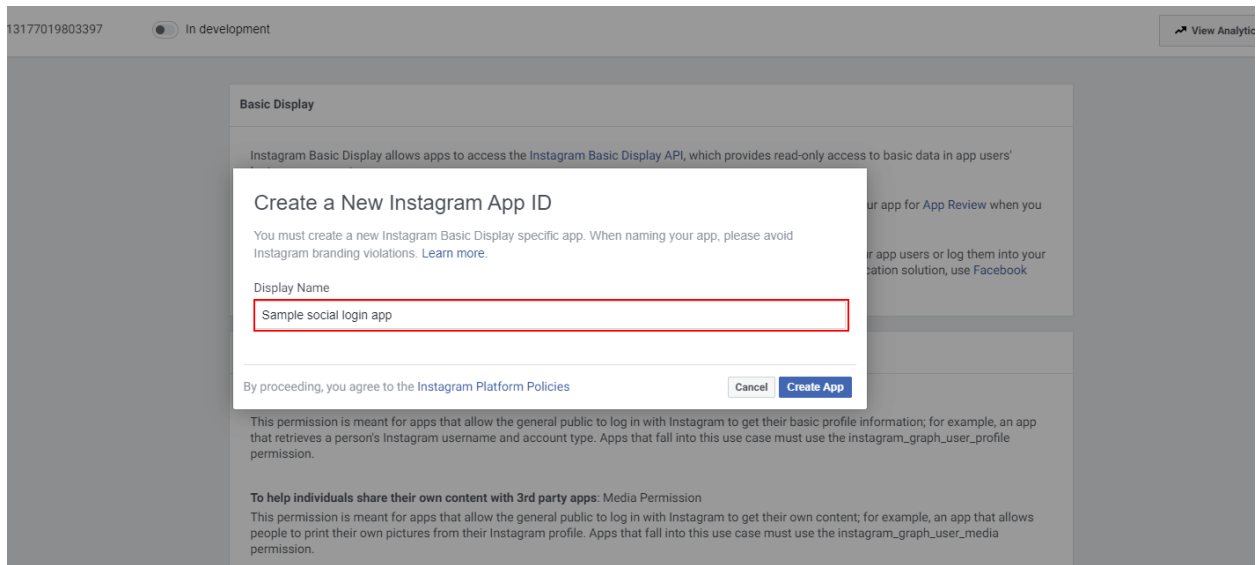 13177019803397
In development
View Analytic
Basic Display
Instagram Basic Display allows apps to access the Instagram Basic Display API, which provides read-only access to basic data in app users'
Create a New Instagram App ID
ur app for App Review when you
You must create a new Instagram Basic Display specific app. When naming your app, please avoid
Instagram branding violations. Learn more.
r app users or log them into your
cation solution, use Facebook
Display Name
Sample social login app
By proceeding, you agree to the Instagram Platform Policies
Cancel
Create App
This permission is meant for apps that allow the general public to log in with Instagram to get their basic profile information; for example, an app
that retrieves a person's Instagram username and account type. Apps that fall into this use case must use the instagram_graph_user_profile
permission.
To help individuals share their own content with 3rd party apps: Media Permission
This permission is meant for apps that allow the general public to log in with Instagram to get their own content; for example, an app that allows
people to print their own pictures from their Instagram profile. Apps that fall into this use case must use the instagram_graph_user_media
permission.